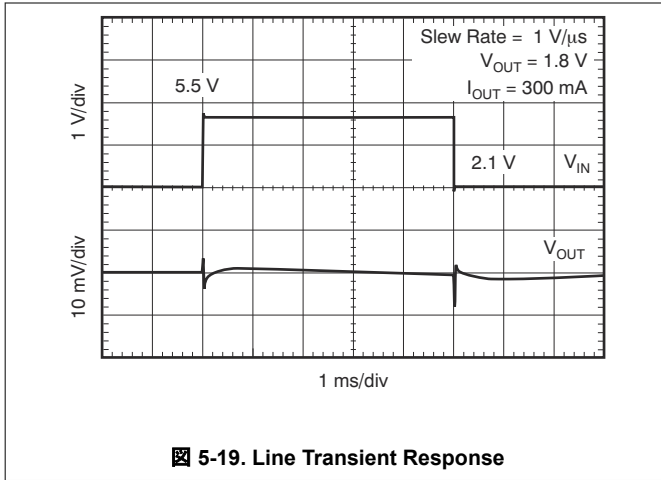 Slew Rate = 1 V/μs
V_OUT = 1.8 V
I_OUT = 300 mA
5.5 V
1 V/div
2.1 V
V_IN
10 mV/div
V_OUT
1 ms/div
図 5-19. Line Transient Response